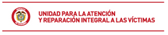 UNIDAD PARA LA ATENCIÓN
Y REPARACIÓN INTEGRAL A LAS VÍCTIMAS